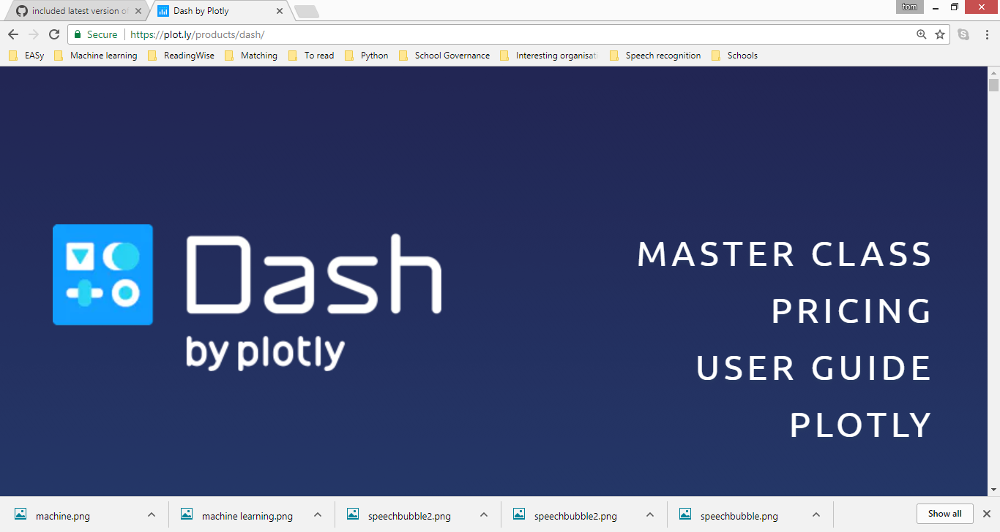 included latest version of
Dash by Plotly
tom
Secure
https://plot.ly/products/dash/
EASy
Machine learning
ReadingWise
Matching
To read
Python
School Governance
Interesting organisati
Speech recognition
Schools
Dash
by plotly
MASTER CLASS
PRICING
USER GUIDE
PLOTLY
machine.png
machine learning.png
speechbubble2.png
speechbubble2.png
speechbubble.png
Show all